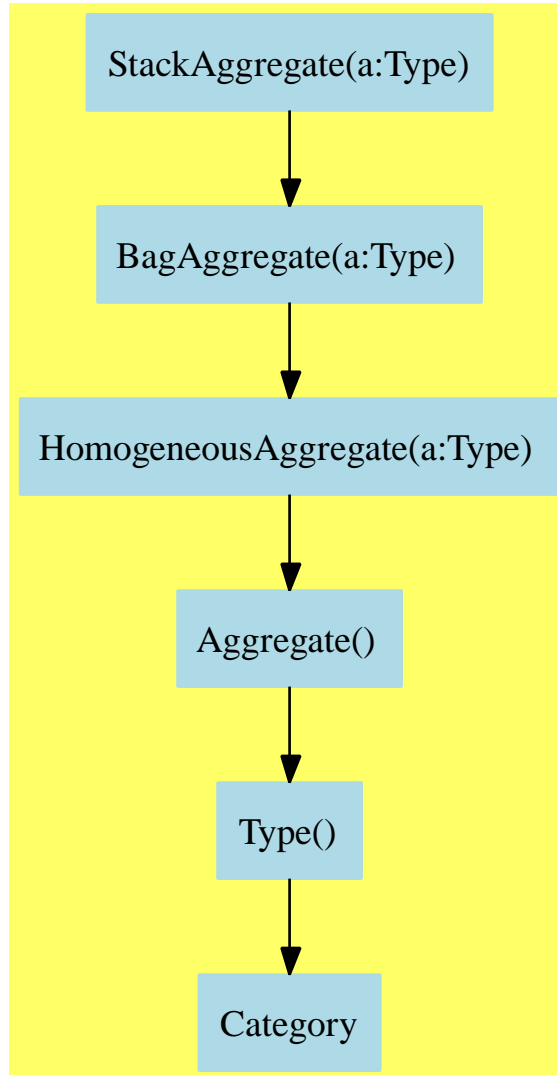 StackAggregate(a:Type)
BagAggregate(a:Type)
HomogeneousAggregate(a:Type)
Aggregate()
Type()
Category